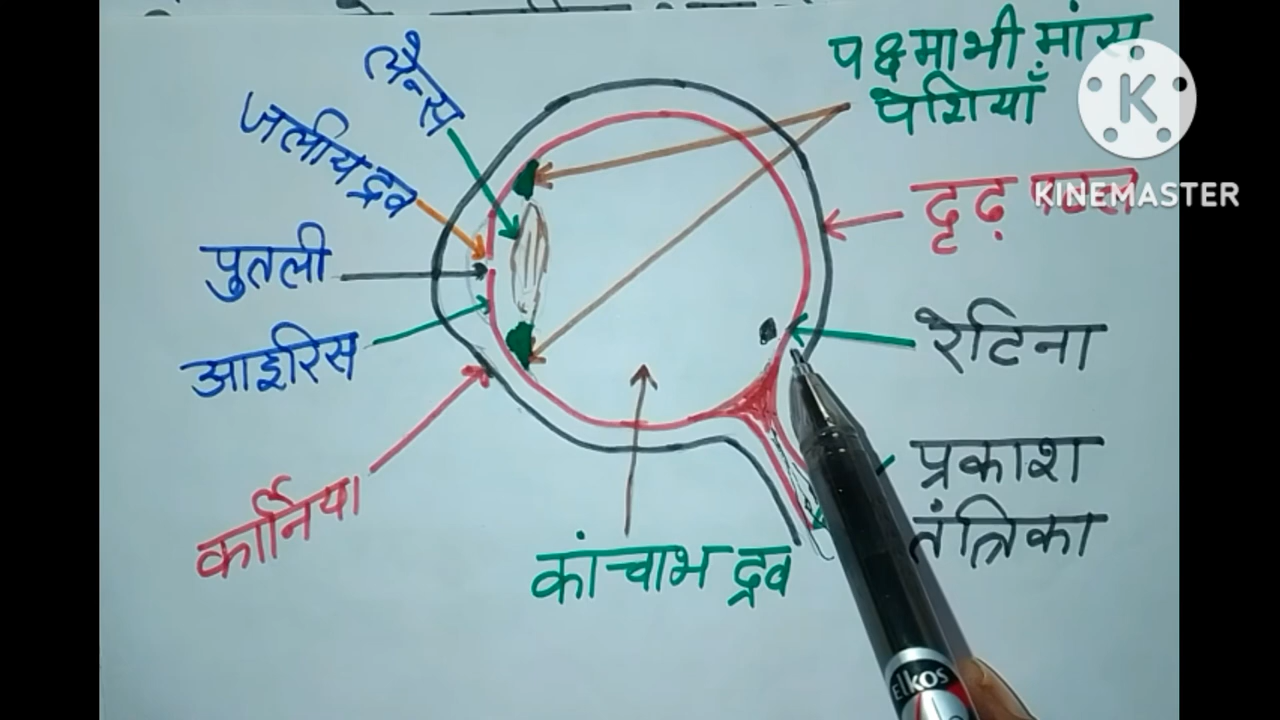 लैन्स
जलीय द्रव
पुतली
आइरिस
कार्निया
कांचाभ द्रव
पक्ष्माभी मांस
पेशियाँ
K
KINEMASTER
दृढ़
रेटिना
प्रकाश
तंत्रिका
elkos